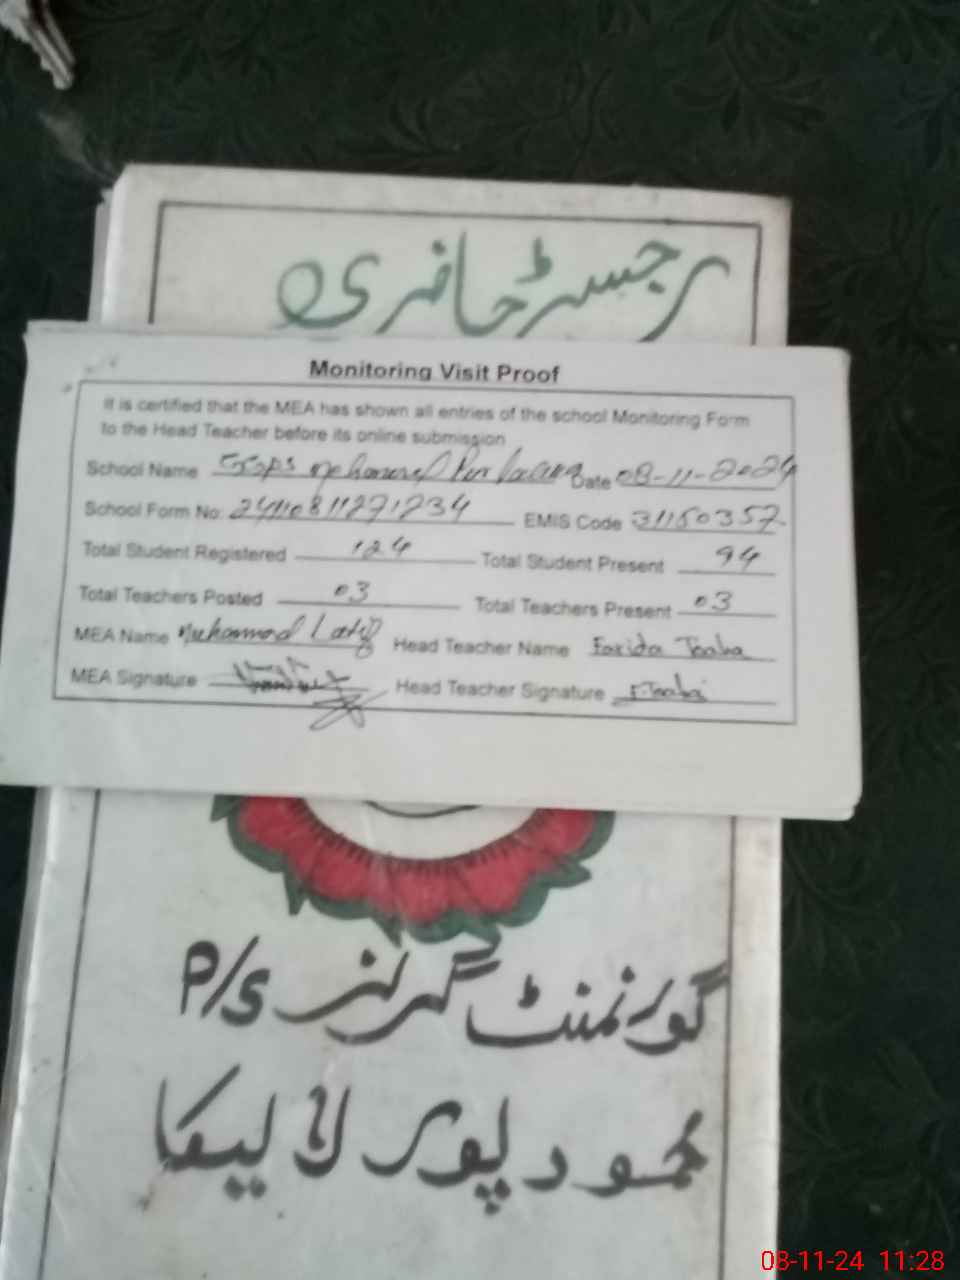 رجسٹر حاضری
Monitoring Visit Proof
It is certified that the MEA has shown all entries of the school Monitoring Form
to the Head Teacher before its online submission
School Name GGPS Date 08-11-2024
School Form No: EMIS Code 31150357
Total Student Registered 124 Total Student Present 94
Total Teachers Posted 03 Total Teachers Present 03
MEA Name Muhammad Latif Head Teacher Name Farida
MEA Signature Head Teacher Signature
گورنمنٹ گرلز P/S
محمود پور لالیکا
08-11-24 11:28